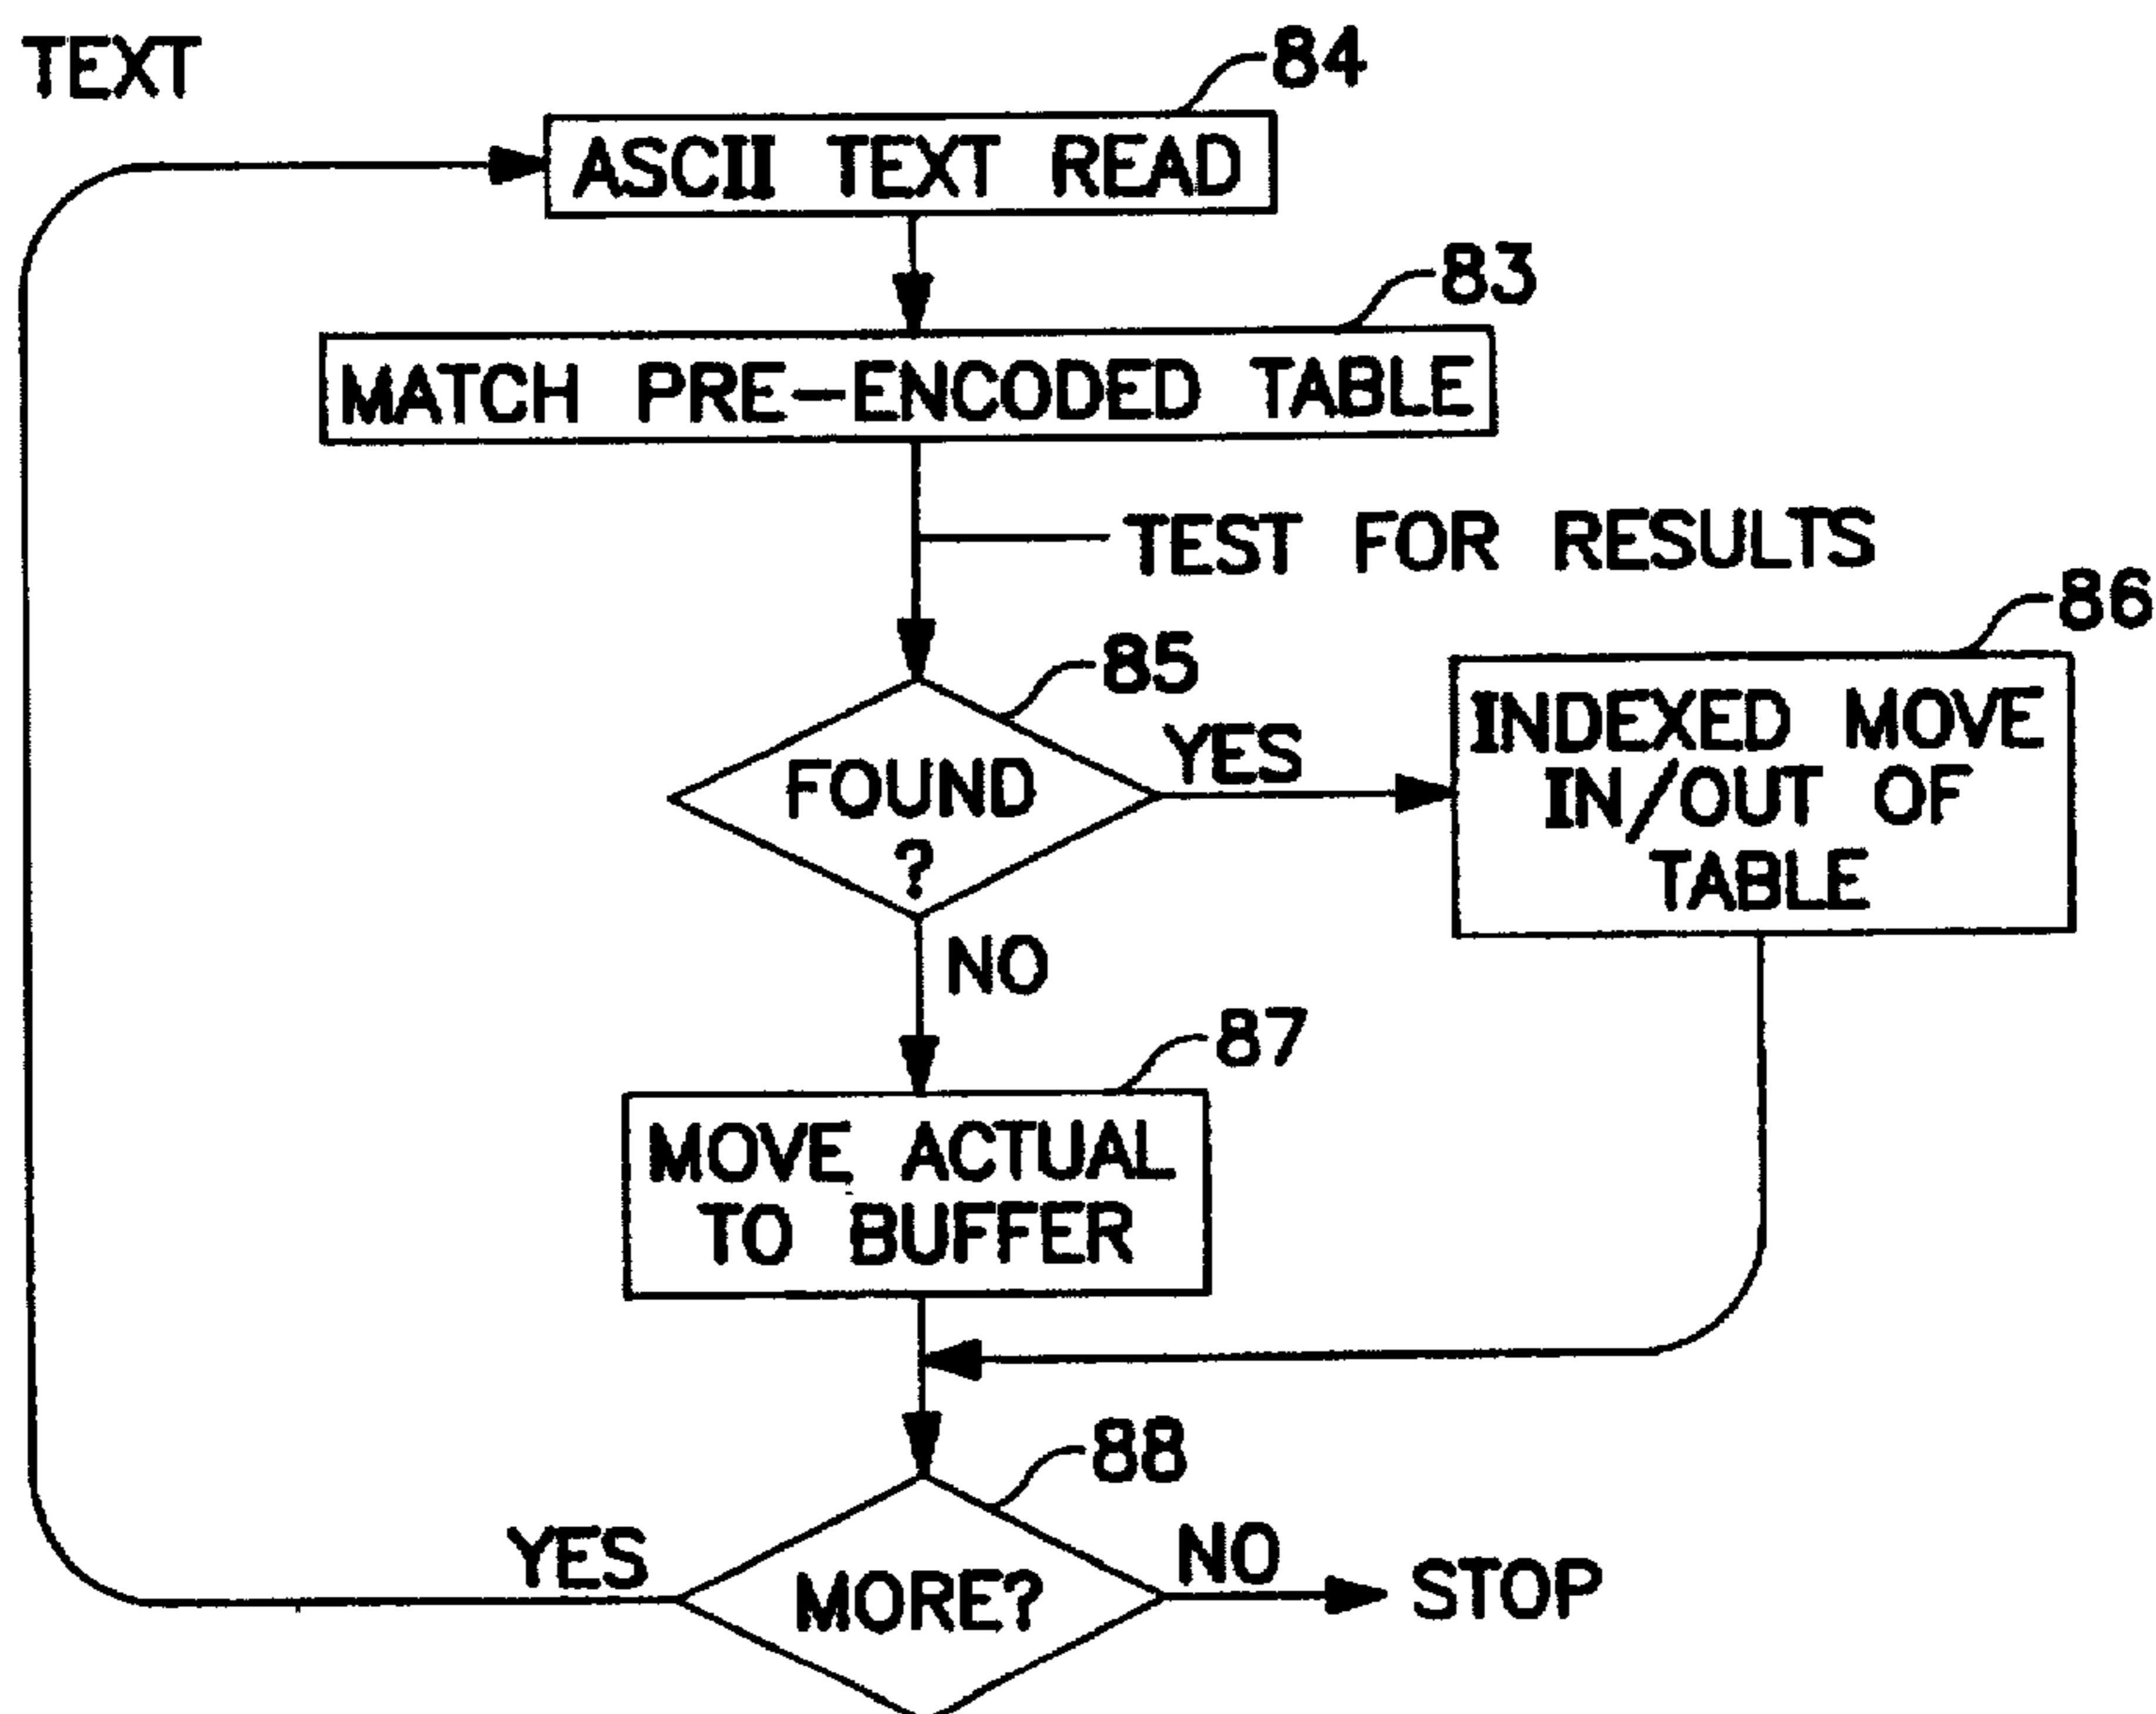 TEXT
84
ASCII TEXT READ
83
MATCH PRE-ENCODED TABLE
TEST FOR RESULTS
86
85
INDEXED MOVE
IN/OUT OF
TABLE
YES
FOUND
?
NO
87
MOVE ACTUAL
TO BUFFER
88
YES
MORE?
NO
STOP